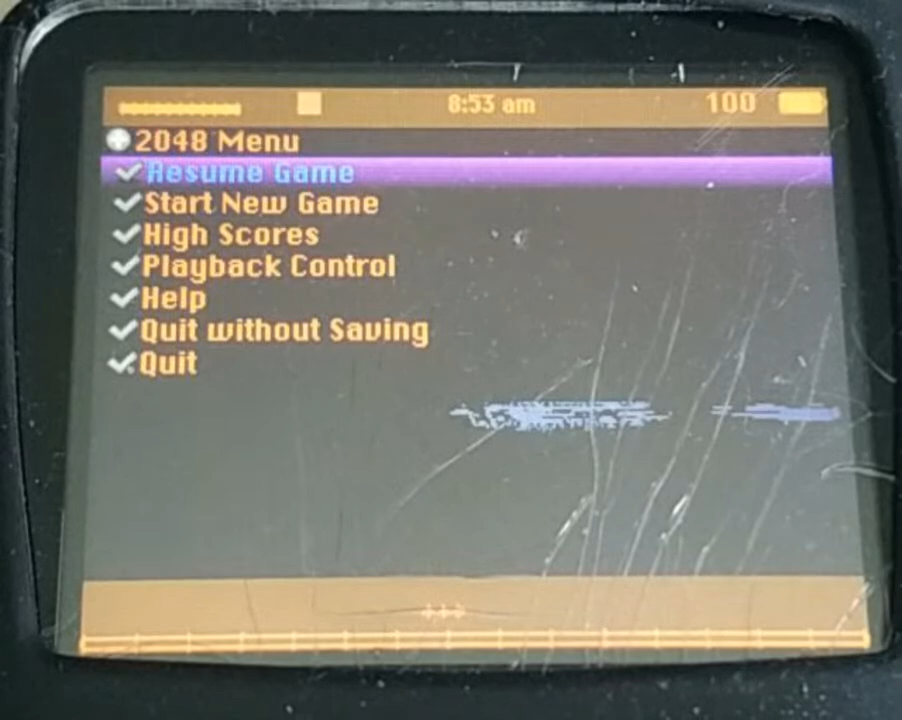 8:53 am 100
2048 Menu
Resume Game
Start New Game
High Scores
Playback Control
Help
Quit without Saving
Quit